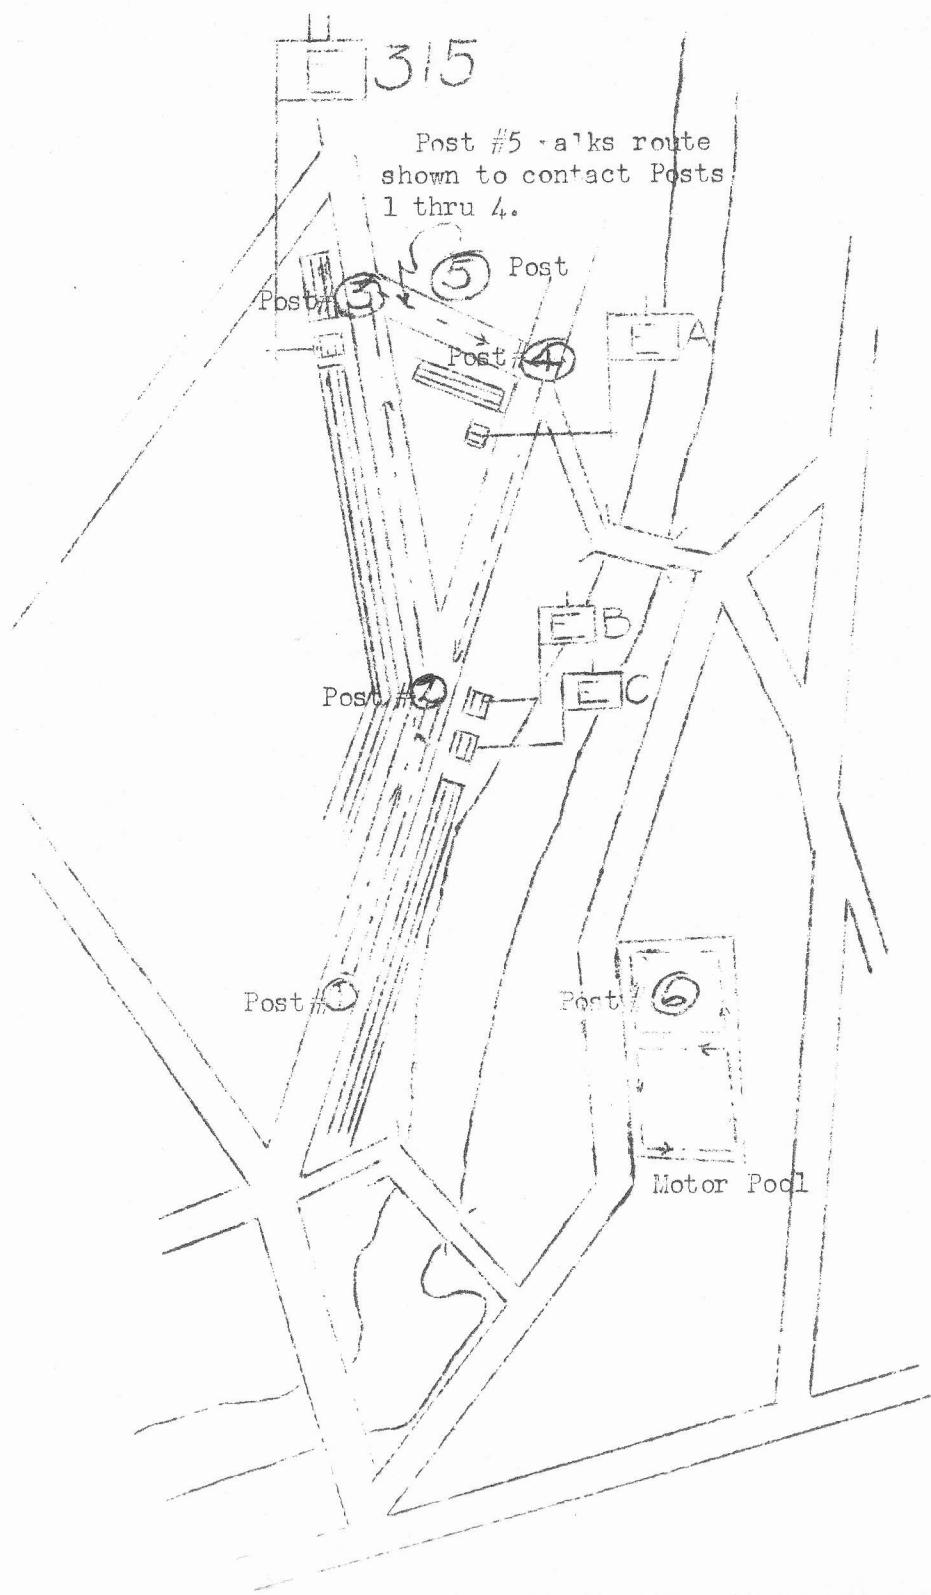 E 315
Post #5 walks route
shown to contact Posts
1 thru 4.
5 Post
Post # 3
Post # 4
E A
E B
Post # 2
E C
Post # 1
Post # 6
Motor Pool